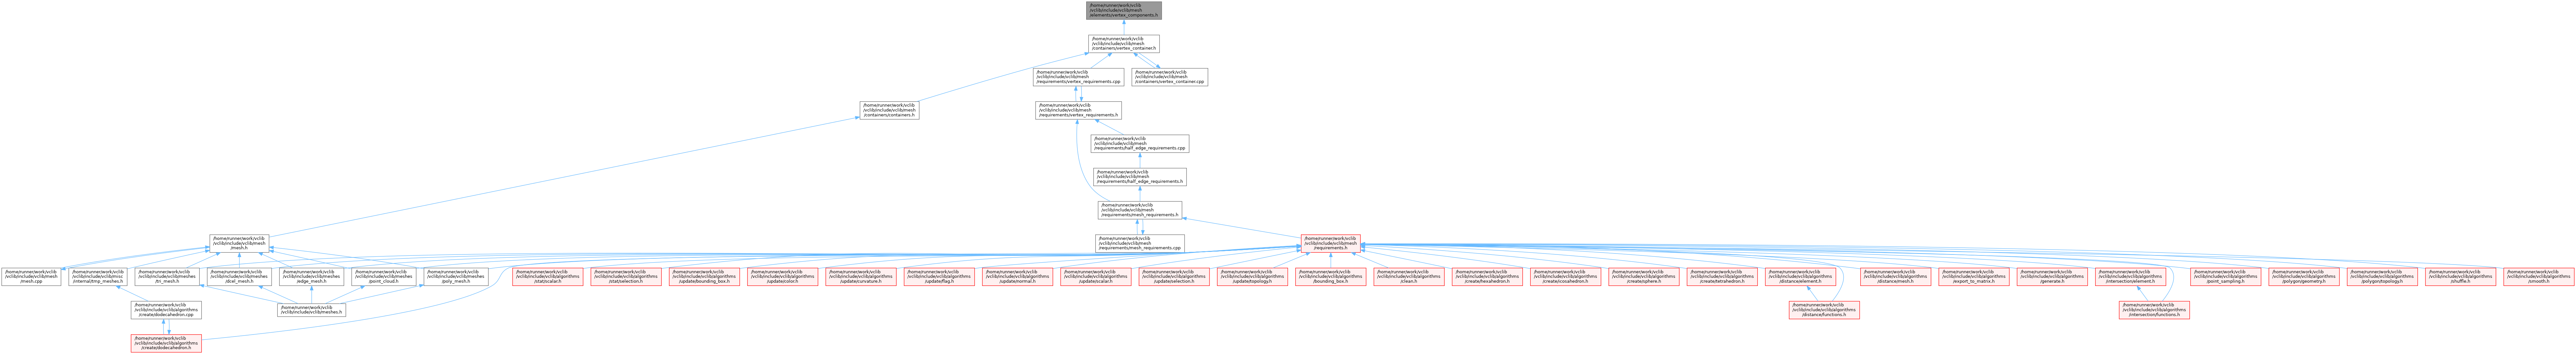 /home/runner/work/vclib
/vclib/include/vclib/mesh
/elements/vertex_components.h
/home/runner/work/vclib
/vclib/include/vclib/mesh
/containers/vertex_container.h
/home/runner/work/vclib
/vclib/include/vclib/mesh
/requirements/vertex_requirements.cpp
/home/runner/work/vclib
/vclib/include/vclib/mesh
/containers/vertex_container.cpp
/home/runner/work/vclib
/vclib/include/vclib/mesh
/containers/containers.h
/home/runner/work/vclib
/vclib/include/vclib/mesh
/requirements/vertex_requirements.h
/home/runner/work/vclib
/vclib/include/vclib/mesh
/requirements/half_edge_requirements.cpp
/home/runner/work/vclib
/vclib/include/vclib/mesh
/requirements/half_edge_requirements.h
/home/runner/work/vclib
/vclib/include/vclib/mesh
/requirements/mesh_requirements.h
/home/runner/work/vclib
/vclib/include/vclib/mesh
/mesh.h
/home/runner/work/vclib
/vclib/include/vclib/mesh
/requirements/mesh_requirements.cpp
/home/runner/work/vclib
/vclib/include/vclib/mesh
/requirements.h
/home/runner/work/vclib
/vclib/include/vclib/mesh
/mesh.cpp
/home/runner/work/vclib
/vclib/include/vclib/misc
/internal/tmp_meshes.h
/home/runner/work/vclib
/vclib/include/vclib/meshes
/tri_mesh.h
/home/runner/work/vclib
/vclib/include/vclib/meshes
/dcel_mesh.h
/home/runner/work/vclib
/vclib/include/vclib/meshes
/edge_mesh.h
/home/runner/work/vclib
/vclib/include/vclib/meshes
/point_cloud.h
/home/runner/work/vclib
/vclib/include/vclib/meshes
/poly_mesh.h
/home/runner/work/vclib
/vclib/include/vclib/algorithms
/stat/scalar.h
/home/runner/work/vclib
/vclib/include/vclib/algorithms
/stat/selection.h
/home/runner/work/vclib
/vclib/include/vclib/algorithms
/update/bounding_box.h
/home/runner/work/vclib
/vclib/include/vclib/algorithms
/update/color.h
/home/runner/work/vclib
/vclib/include/vclib/algorithms
/update/curvature.h
/home/runner/work/vclib
/vclib/include/vclib/algorithms
/update/flag.h
/home/runner/work/vclib
/vclib/include/vclib/algorithms
/update/normal.h
/home/runner/work/vclib
/vclib/include/vclib/algorithms
/update/scalar.h
/home/runner/work/vclib
/vclib/include/vclib/algorithms
/update/selection.h
/home/runner/work/vclib
/vclib/include/vclib/algorithms
/update/topology.h
/home/runner/work/vclib
/vclib/include/vclib/algorithms
/bounding_box.h
/home/runner/work/vclib
/vclib/include/vclib/algorithms
/clean.h
/home/runner/work/vclib
/vclib/include/vclib/algorithms
/create/hexahedron.h
/home/runner/work/vclib
/vclib/include/vclib/algorithms
/create/icosahedron.h
/home/runner/work/vclib
/vclib/include/vclib/algorithms
/create/sphere.h
/home/runner/work/vclib
/vclib/include/vclib/algorithms
/create/tetrahedron.h
/home/runner/work/vclib
/vclib/include/vclib/algorithms
/distance/element.h
/home/runner/work/vclib
/vclib/include/vclib/algorithms
/distance/mesh.h
/home/runner/work/vclib
/vclib/include/vclib/algorithms
/export_to_matrix.h
/home/runner/work/vclib
/vclib/include/vclib/algorithms
/generate.h
/home/runner/work/vclib
/vclib/include/vclib/algorithms
/intersection/element.h
/home/runner/work/vclib
/vclib/include/vclib/algorithms
/point_sampling.h
/home/runner/work/vclib
/vclib/include/vclib/algorithms
/polygon/geometry.h
/home/runner/work/vclib
/vclib/include/vclib/algorithms
/polygon/topology.h
/home/runner/work/vclib
/vclib/include/vclib/algorithms
/shuffle.h
/home/runner/work/vclib
/vclib/include/vclib/algorithms
/smooth.h
/home/runner/work/vclib
/vclib/include/vclib/algorithms
/create/dodecahedron.cpp
/home/runner/work/vclib
/vclib/include/vclib/meshes.h
/home/runner/work/vclib
/vclib/include/vclib/algorithms
/distance/functions.h
/home/runner/work/vclib
/vclib/include/vclib/algorithms
/intersection/functions.h
/home/runner/work/vclib
/vclib/include/vclib/algorithms
/create/dodecahedron.h